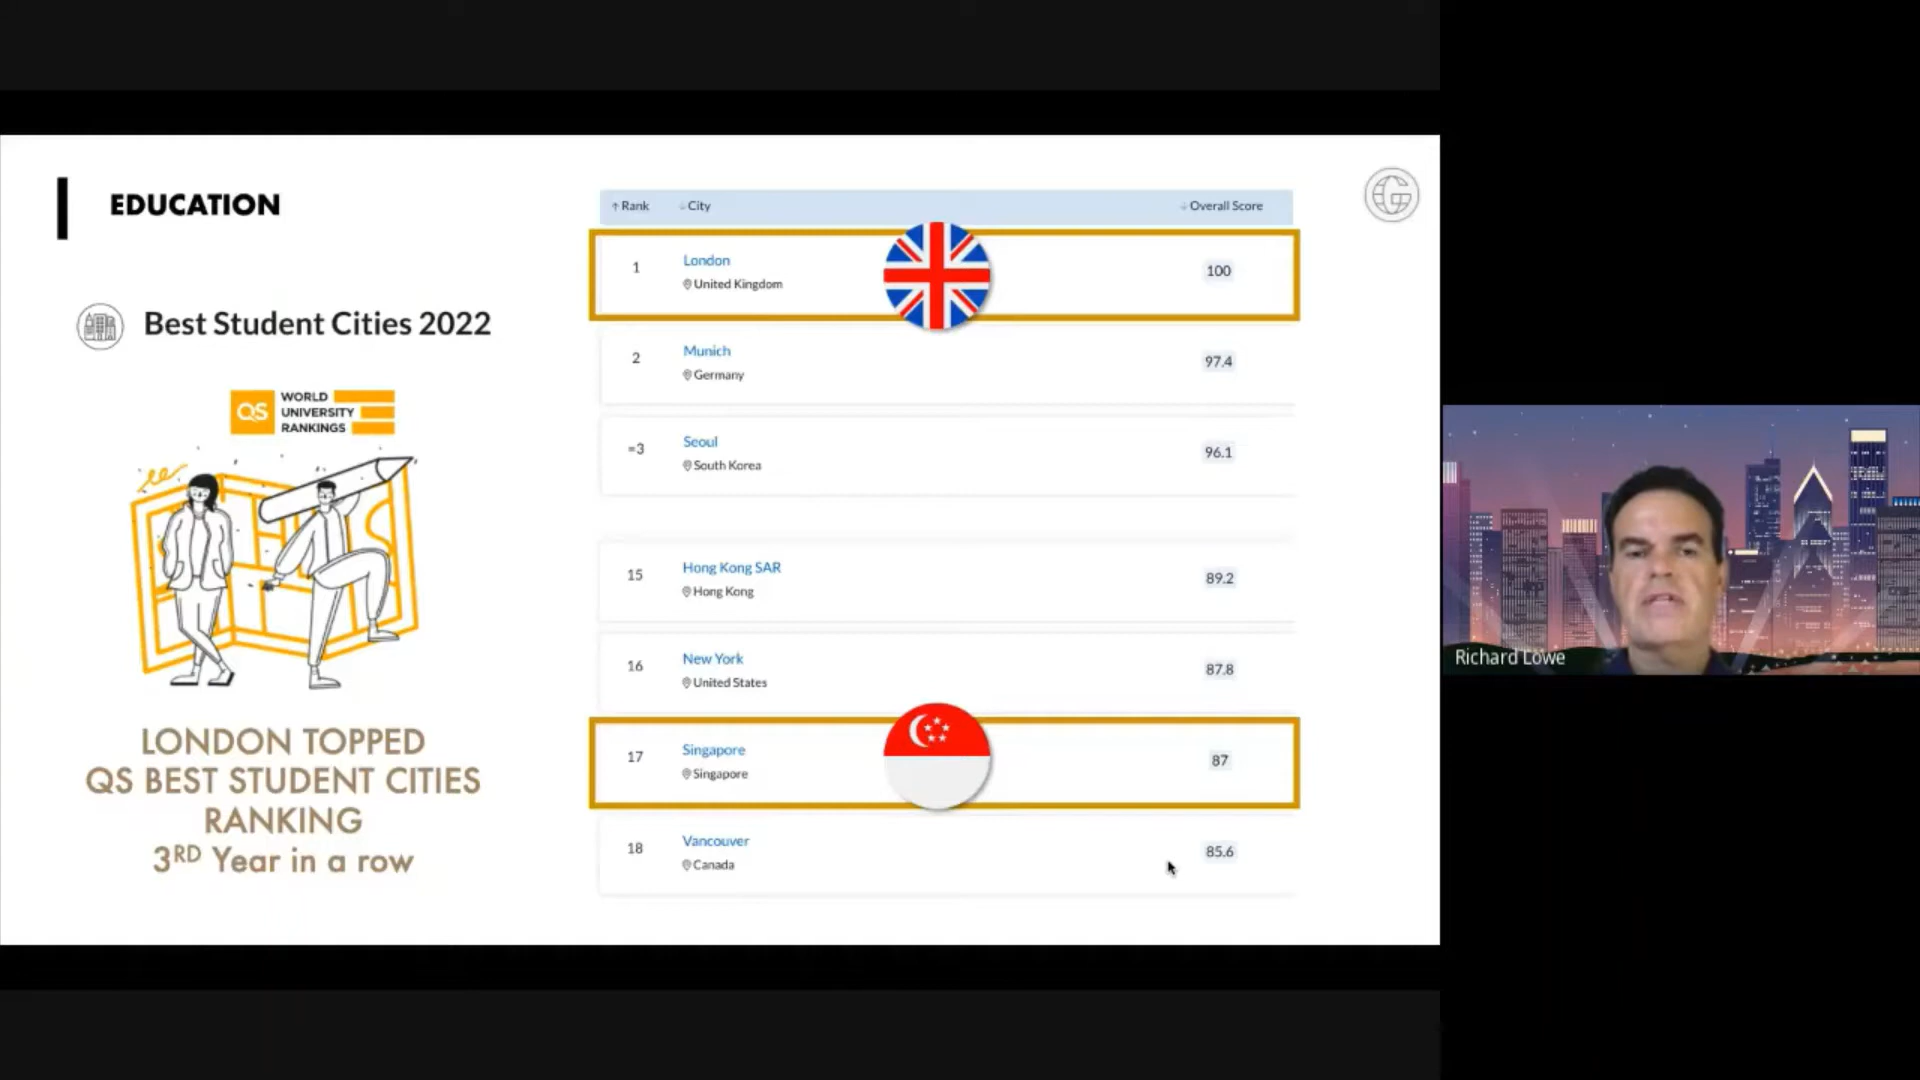 EDUCATION
Best Student Cities 2022
QS
WORLD
UNIVERSITY
RANKINGS
LONDON TOPPED
QS BEST STUDENT CITIES
RANKING
3RD Year in a row
↑ Rank ↓ City ↓ Overall Score
1 London 100
United Kingdom
2 Munich 97.4
Germany
=3 Seoul 96.1
South Korea
15 Hong Kong SAR 89.2
Hong Kong
16 New York 87.8
United States
17 Singapore 87
Singapore
18 Vancouver 85.6
Canada
G
Richard Lowe